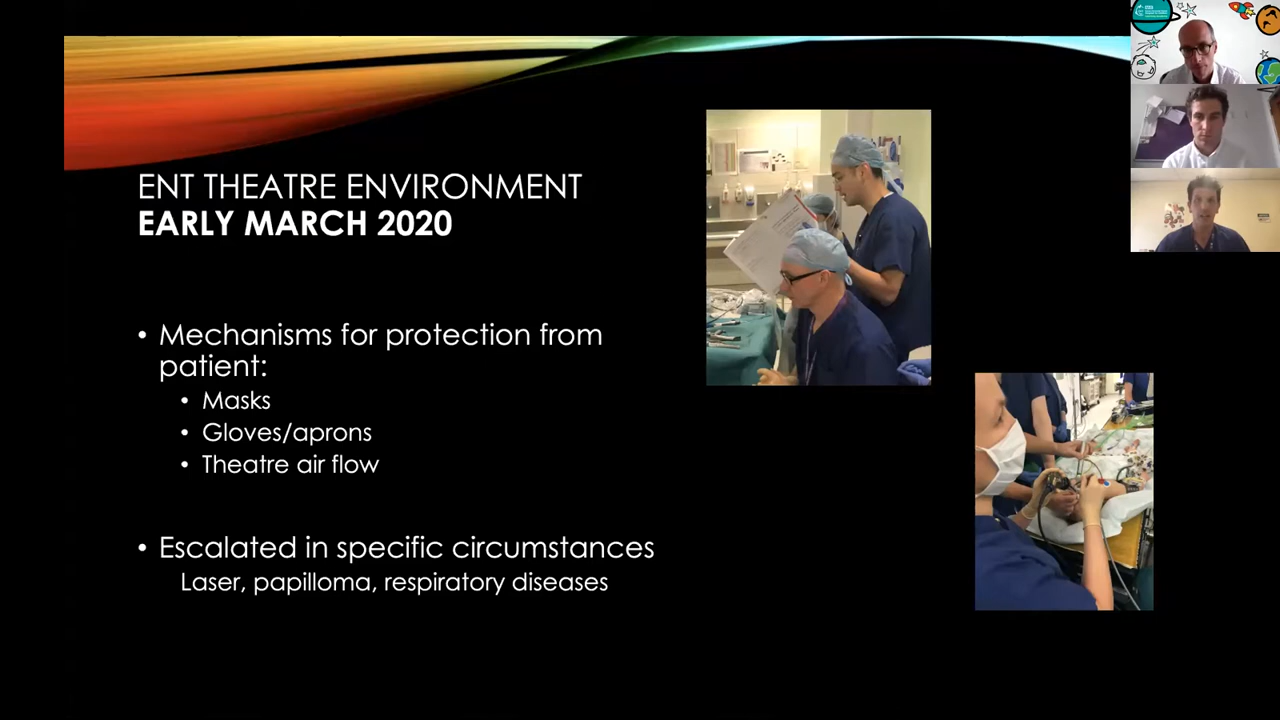 ENT THEATRE ENVIRONMENT
EARLY MARCH 2020
• Mechanisms for protection from
patient:
• Masks
• Gloves/aprons
• Theatre air flow
• Escalated in specific circumstances
Laser, papilloma, respiratory diseases